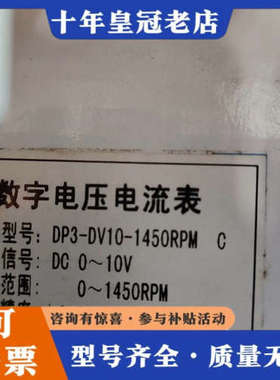 十年皇冠老店
数字电压电流表
型号: DP3-DV10-1450RPM C
信号: DC 0～10V
范围: 0～1450RPM
可
票
咨询有惊喜·参与补贴活动
型号齐全·质量无忧